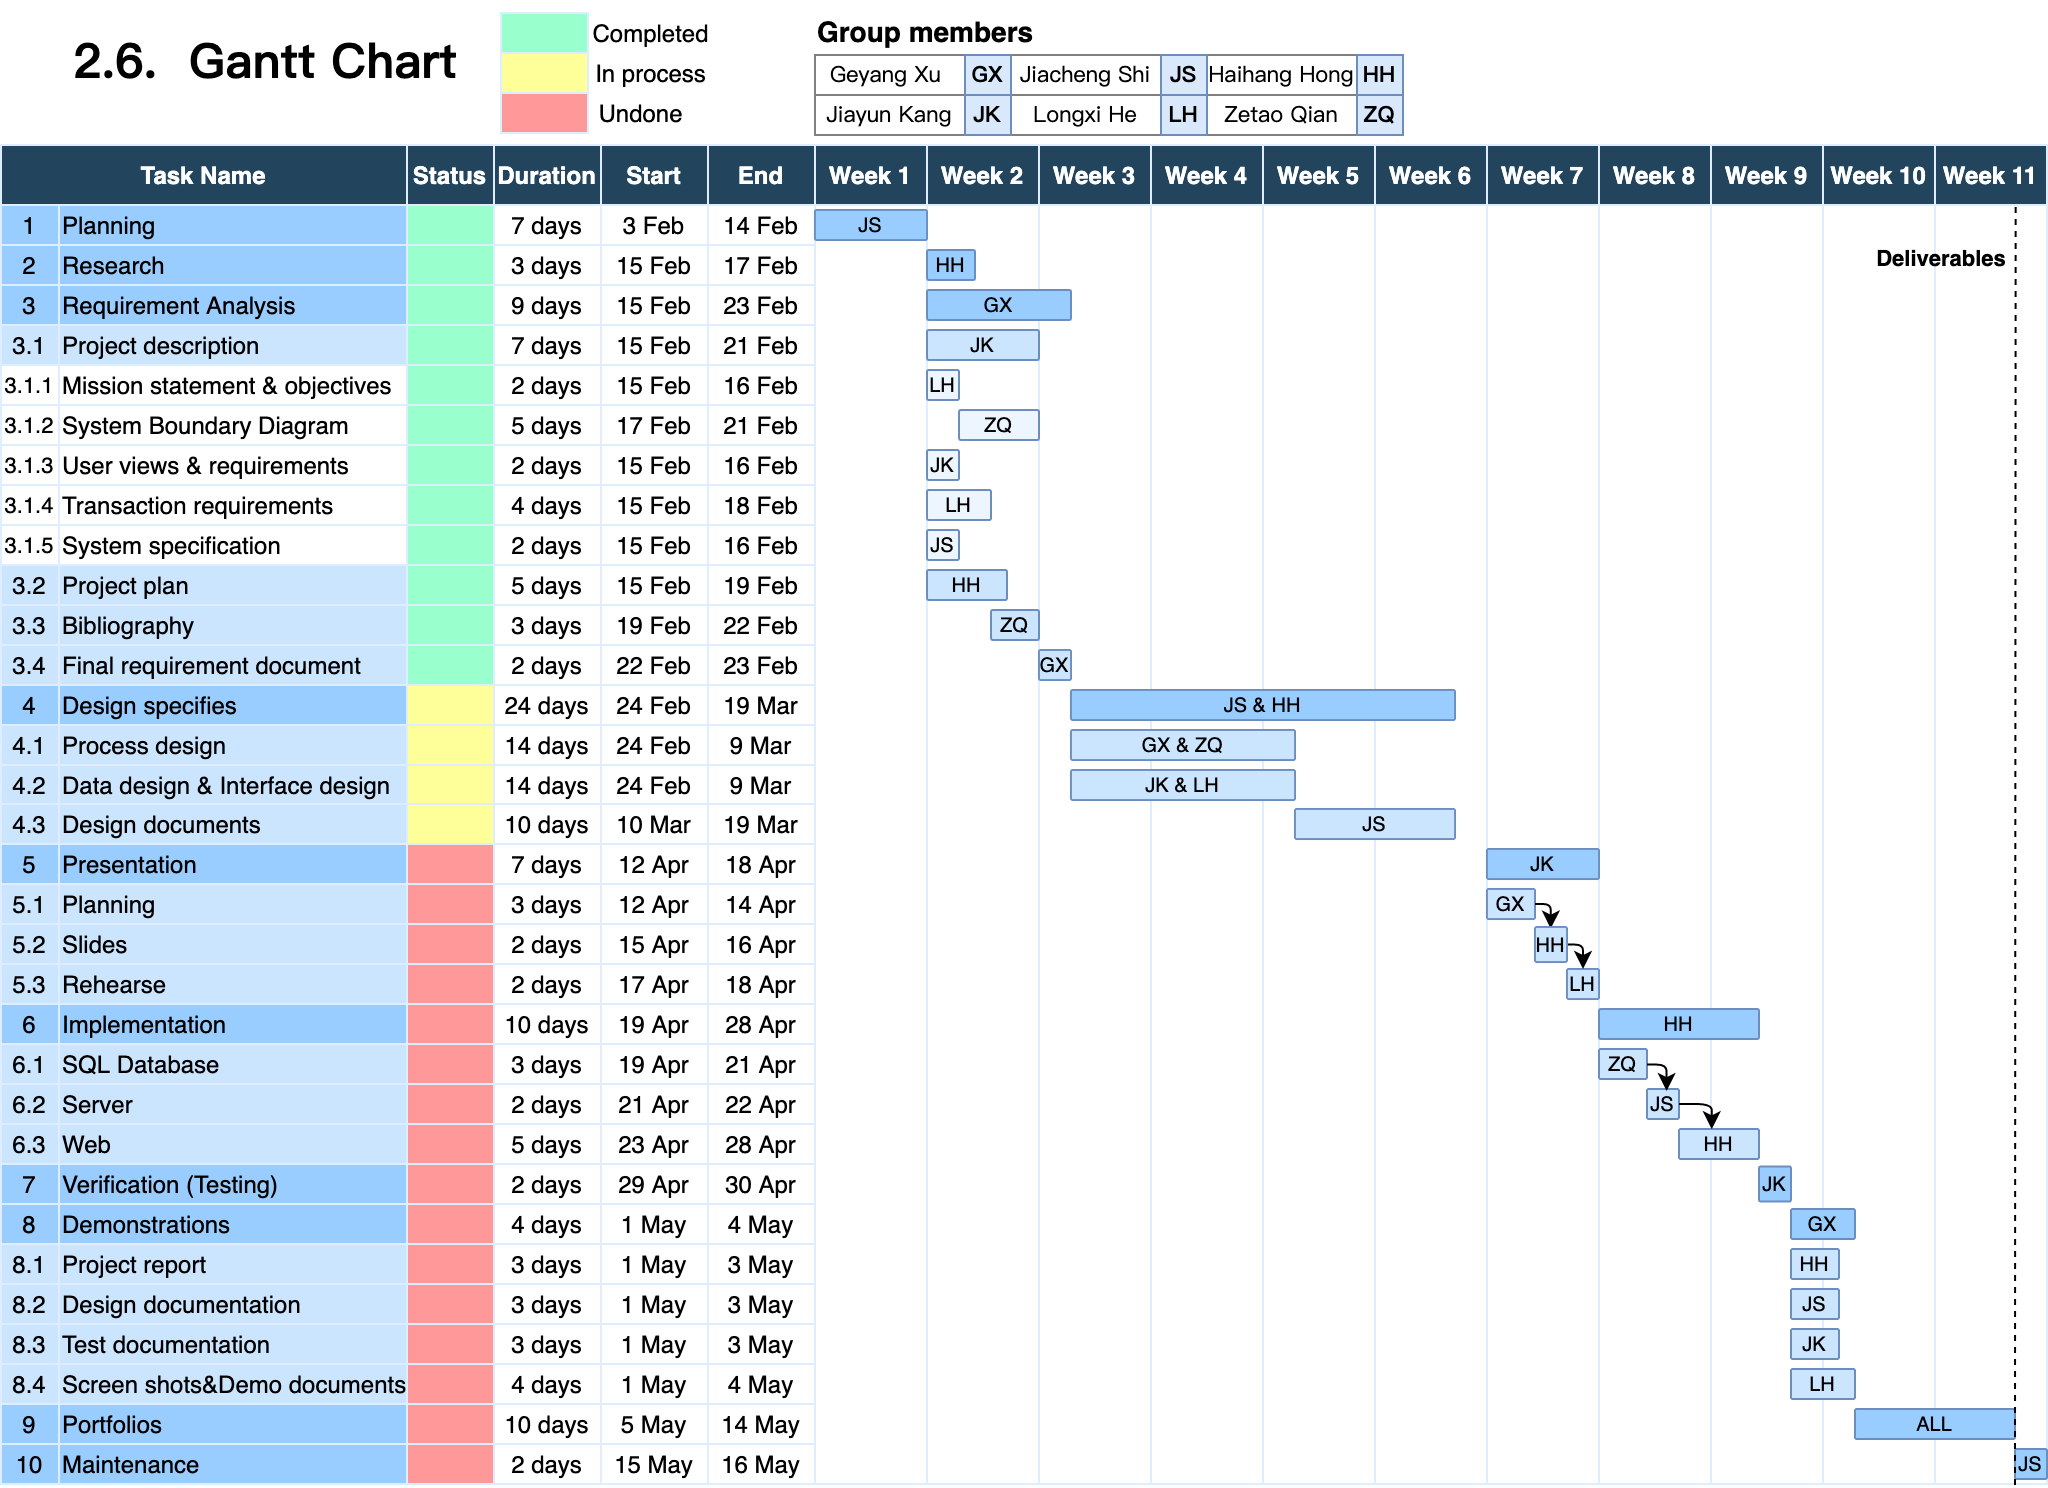 2.6. Gantt Chart
Completed
In process
Undone
Group members
Geyang Xu GX Jiacheng Shi JS Haihang Hong HH
Jiayun Kang JK Longxi He LH Zetao Qian ZQ
Task Name Status Duration Start End Week 1 Week 2 Week 3 Week 4 Week 5 Week 6 Week 7 Week 8 Week 9 Week 10 Week 11
1 Planning 7 days 3 Feb 14 Feb JS
Deliverables
2 Research 3 days 15 Feb 17 Feb HH
3 Requirement Analysis 9 days 15 Feb 23 Feb GX
3.1 Project description 7 days 15 Feb 21 Feb JK
3.1.1 Mission statement & objectives 2 days 15 Feb 16 Feb LH
3.1.2 System Boundary Diagram 5 days 17 Feb 21 Feb ZQ
3.1.3 User views & requirements 2 days 15 Feb 16 Feb JK
3.1.4 Transaction requirements 4 days 15 Feb 18 Feb LH
3.1.5 System specification 2 days 15 Feb 16 Feb JS
3.2 Project plan 5 days 15 Feb 19 Feb HH
3.3 Bibliography 3 days 19 Feb 22 Feb ZQ
3.4 Final requirement document 2 days 22 Feb 23 Feb GX
4 Design specifies 24 days 24 Feb 19 Mar JS & HH
4.1 Process design 14 days 24 Feb 9 Mar GX & ZQ
4.2 Data design & Interface design 14 days 24 Feb 9 Mar JK & LH
4.3 Design documents 10 days 10 Mar 19 Mar JS
5 Presentation 7 days 12 Apr 18 Apr JK
5.1 Planning 3 days 12 Apr 14 Apr GX
5.2 Slides 2 days 15 Apr 16 Apr HH
5.3 Rehearse 2 days 17 Apr 18 Apr LH
6 Implementation 10 days 19 Apr 28 Apr HH
6.1 SQL Database 3 days 19 Apr 21 Apr ZQ
6.2 Server 2 days 21 Apr 22 Apr JS
6.3 Web 5 days 23 Apr 28 Apr HH
7 Verification (Testing) 2 days 29 Apr 30 Apr JK
8 Demonstrations 4 days 1 May 4 May GX
8.1 Project report 3 days 1 May 3 May HH
8.2 Design documentation 3 days 1 May 3 May JS
8.3 Test documentation 3 days 1 May 3 May JK
8.4 Screen shots&Demo documents 4 days 1 May 4 May LH
9 Portfolios 10 days 5 May 14 May ALL
10 Maintenance 2 days 15 May 16 May JS